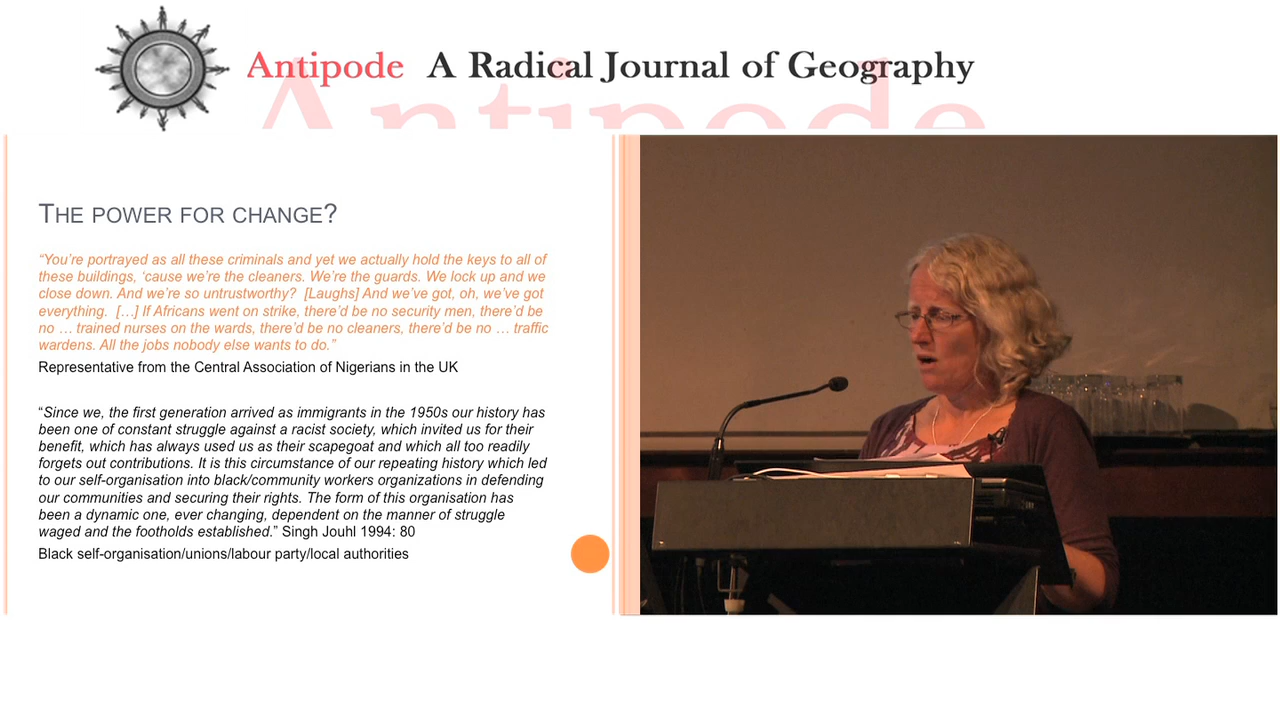 Antipode A Radical Journal of Geography
Antipode
THE POWER FOR CHANGE?
“You’re portrayed as all these criminals and yet we actually hold the keys to all of
these buildings, ‘cause we’re the cleaners. We’re the guards. We lock up and we
close down. And we’re so untrustworthy? [Laughs] And we’ve got, oh, we’ve got
everything. […] If Africans went on strike, there’d be no security men, there’d be
no … trained nurses on the wards, there’d be no cleaners, there’d be no … traffic
wardens. All the jobs nobody else wants to do.”
Representative from the Central Association of Nigerians in the UK
“Since we, the first generation arrived as immigrants in the 1950s our history has
been one of constant struggle against a racist society, which invited us for their
benefit, which has always used us as their scapegoat and which all too readily
forgets out contributions. It is this circumstance of our repeating history which led
to our self-organisation into black/community workers organizations in defending
our communities and securing their rights. The form of this organisation has
been a dynamic one, ever changing, dependent on the manner of struggle
waged and the footholds established.” Singh Jouhl 1994: 80
Black self-organisation/unions/labour party/local authorities